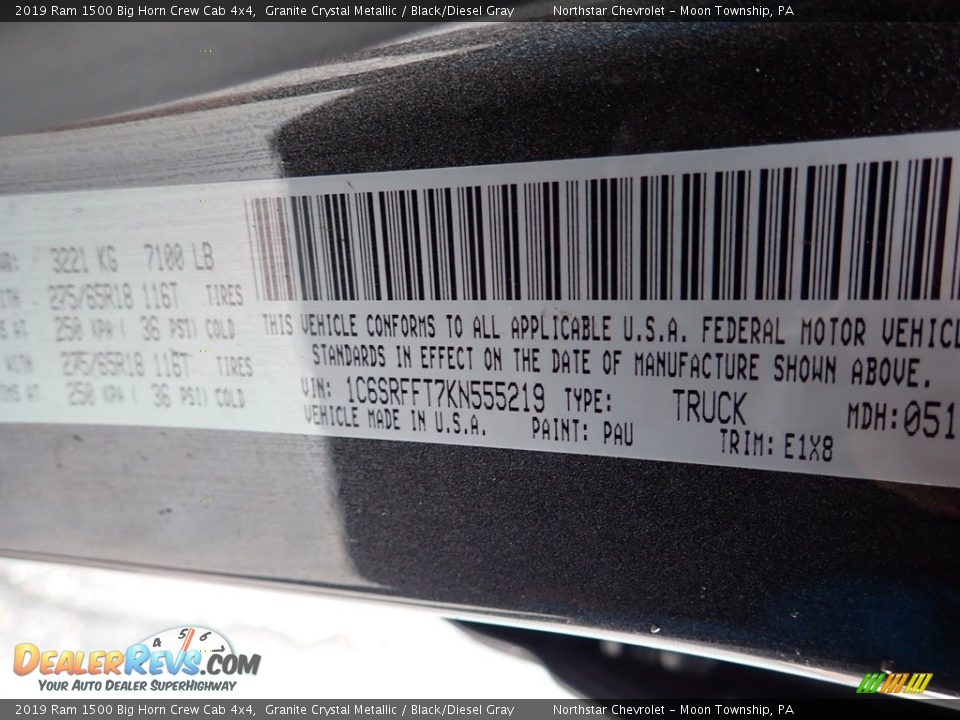 2019 Ram 1500 Big Horn Crew Cab 4x4, Granite Crystal Metallic / Black/Diesel Gray Northstar Chevrolet – Moon Township, PA
3221 KG 7100 LB
275/65R18 116T TIRES
250 KPA( 36 PSI) COLD
WITH 275/65R18 116T TIRES
AT 250 KPA( 36 PSI) COLD
THIS VEHICLE CONFORMS TO ALL APPLICABLE U.S.A. FEDERAL MOTOR VEHICL
STANDARDS IN EFFECT ON THE DATE OF MANUFACTURE SHOWN ABOVE.
VIN: 1C6SRFFT7KN555219 TYPE: TRUCK MDH: 051
VEHICLE MADE IN U.S.A. PAINT: PAU TRIM: E1X8
4 5 6
DEALERREVS.COM
YOUR AUTO DEALER SUPERHIGHWAY
2019 Ram 1500 Big Horn Crew Cab 4x4, Granite Crystal Metallic / Black/Diesel Gray Northstar Chevrolet – Moon Township, PA